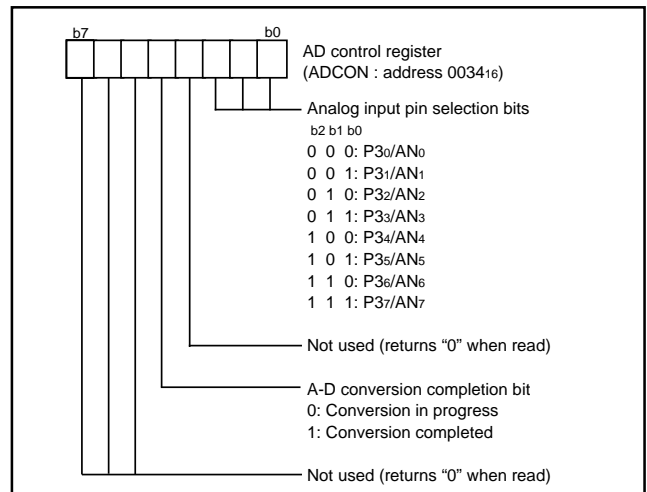 b7 b0
AD control register
(ADCON : address 0034₁₆)
Analog input pin selection bits
b2 b1 b0
0 0 0: P3₀/AN₀
0 0 1: P3₁/AN₁
0 1 0: P3₂/AN₂
0 1 1: P3₃/AN₃
1 0 0: P3₄/AN₄
1 0 1: P3₅/AN₅
1 1 0: P3₆/AN₆
1 1 1: P3₇/AN₇
Not used (returns “0” when read)
A-D conversion completion bit
0: Conversion in progress
1: Conversion completed
Not used (returns “0” when read)